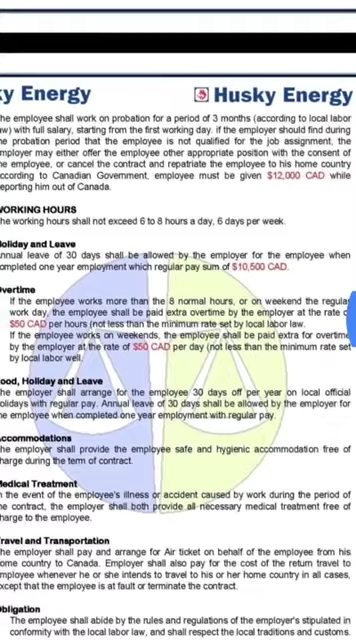 ky Energy Husky Energy
he employee shall work on probation for a period of 3 months (according to local labor
aw) with full salary, starting from the first working day. if the employer should find during
he probation period that the employee is not qualified for the job assignment, the
mployer may either offer the employee other appropriate position with the consent of
he employee, or cancel the contract and repatriate the employee to his home country
ccording to Canadian Government, employee must be given $12,000 CAD while
eporting him out of Canada.
WORKING HOURS
he working hours shall not exceed 6 to 8 hours a day, 6 days per week.
oliday and Leave
nnual leave of 30 days shall be allowed by the employer for the employee when
ompleted one year employment which regular pay sum of $10,500 CAD.
vertime
If the employee works more than the 8 normal hours, or on weekend the regula
work day, the employee shall be paid extra overtime by the employer at the rate o
$50 CAD per hours (not less than the minimum rate set by local labor law.
If the employee works on weekends, the employee shall be paid extra for overtime
by the employer at the rate of $50 CAD per day (not less than the minimum rate set
by local labor well.
ood, Holiday and Leave
he employer shall arrange for the employee 30 days off per year on local official
olidays with regular pay. Annual leave of 30 days shall be allowed by the employer for
he employee when completed one year employment with regular pay.
ccommodations
he employer shall provide the employee safe and hygienic accommodation free of
harge during the term of contract.
Medical Treatment
n the event of the employee's illness or accident caused by work during the period of
he contract, the employer shall both provide all necessary medical treatment free of
harge to the employee.
ravel and Transportation
he employer shall pay and arrange for Air ticket on behalf of the employee from his
ome country to Canada. Employer shall also pay for the cost of the return travel to
mployee whenever he or she intends to travel to his or her home country in all cases,
xcept that the employee is at fault or terminate the contract.
bligation
The employee shall abide by the rules and regulations of the employer's stipulated in
conformity with the local labor law, and shall respect the local traditions and customs.